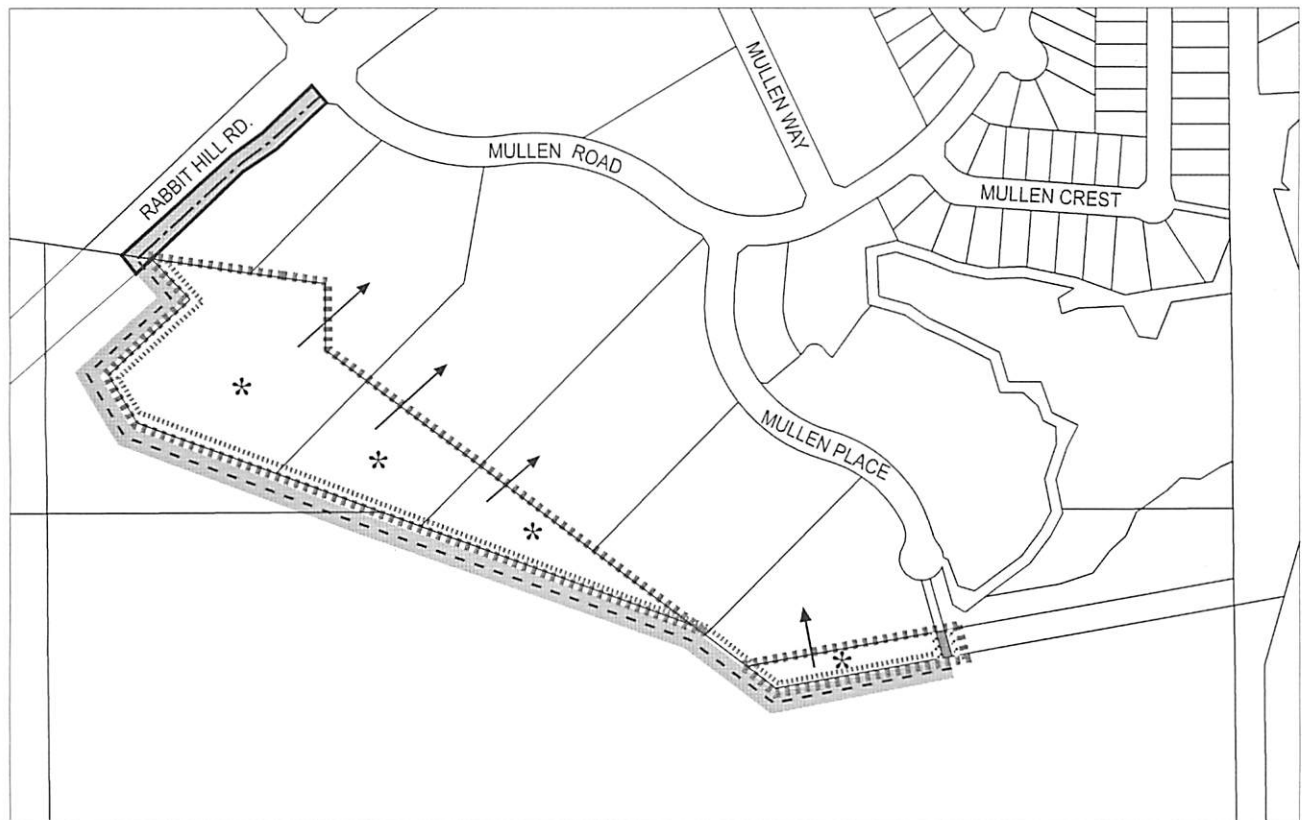 MULLEN WAY
RABBIT HILL RD.
MULLEN ROAD
MULLEN CREST
*
*
MULLEN PLACE
*
*